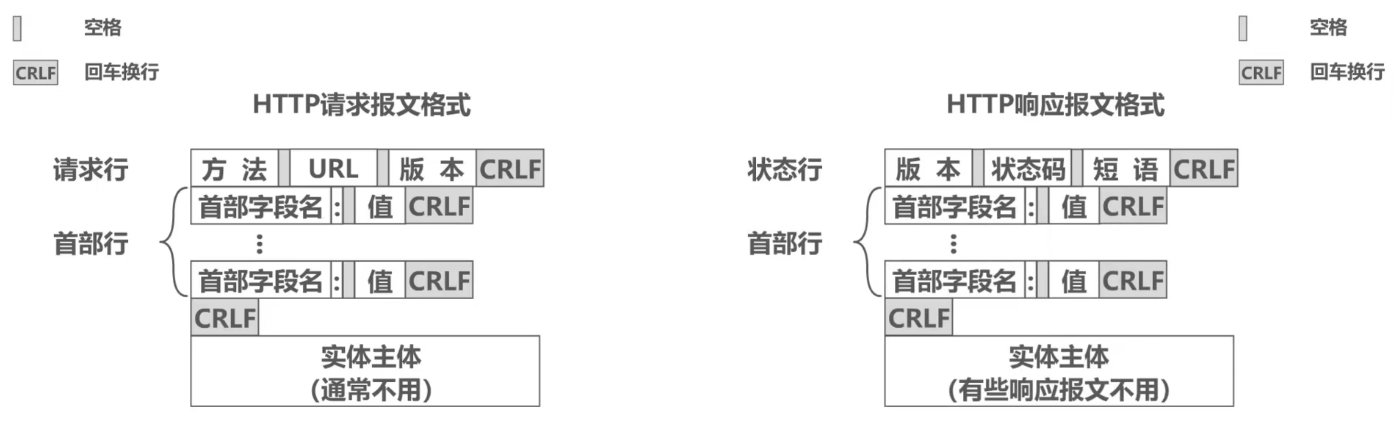 空格
CRLF 回车换行
HTTP请求报文格式
请求行 方 法 URL 版 本 CRLF
首部字段名 : 值 CRLF
首部行 ⋮
首部字段名 : 值 CRLF
CRLF
实体主体
（通常不用）
空格
CRLF 回车换行
HTTP响应报文格式
状态行 版 本 状态码 短 语 CRLF
首部字段名 : 值 CRLF
首部行 ⋮
首部字段名 : 值 CRLF
CRLF
实体主体
（有些响应报文不用）